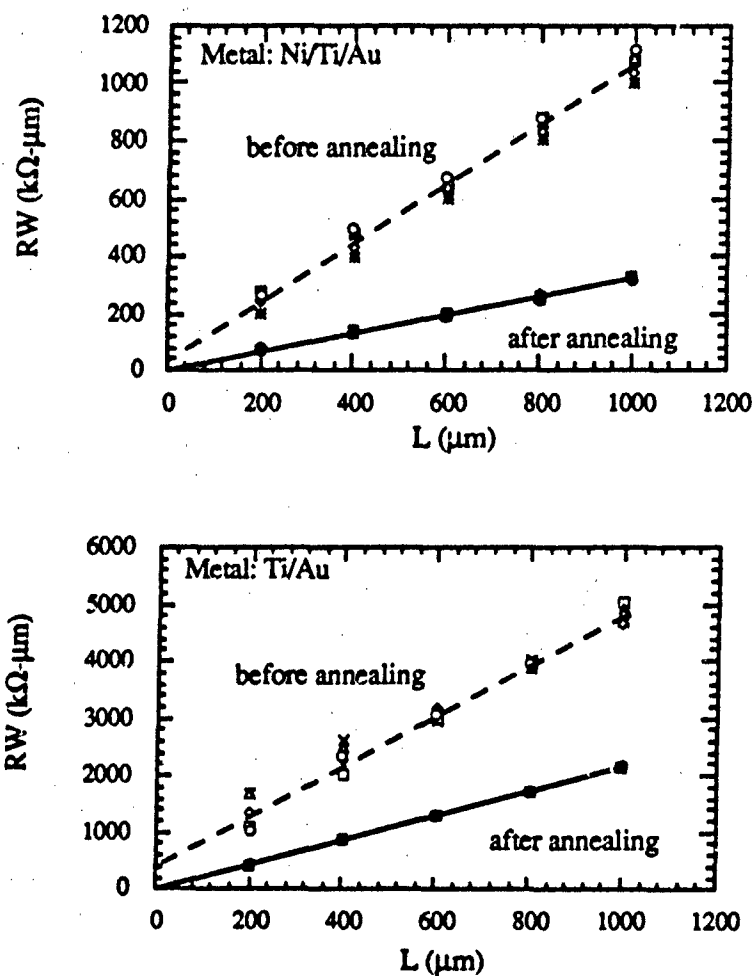 1200
1000
800
600
400
200
0
RW (kΩ-μm)
Metal: Ni/Ti/Au
before annealing
after annealing
0 200 400 600 800 1000 1200
L (μm)
6000
5000
4000
3000
2000
1000
0
RW (kΩ-μm)
Metal: Ti/Au
before annealing
after annealing
0 200 400 600 800 1000 1200
L (μm)